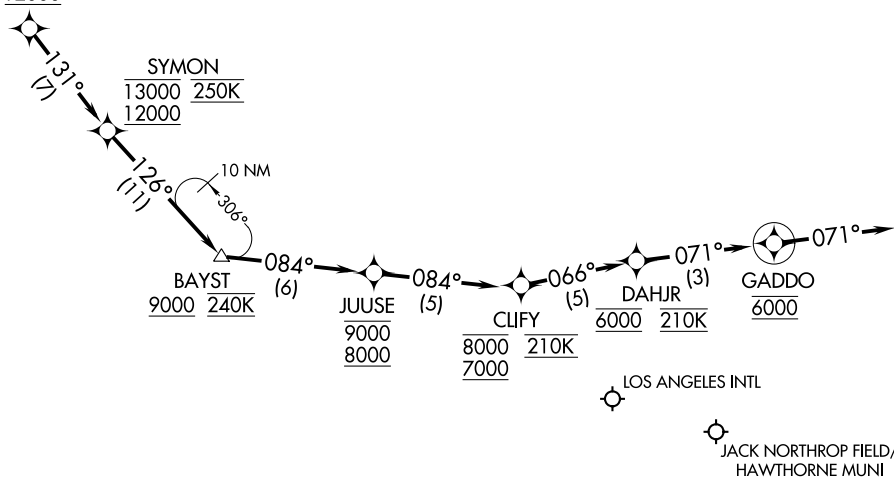 131°
(7)
SYMON
13000 250K
12000
126°
(11)
10 NM
306°
BAYST
9000 240K
084°
(6)
JUUSE
9000
8000
084°
(5)
CLIFY
8000 210K
7000
066°
(5)
DAHJR
6000 210K
071°
(3)
GADDO
6000
071°
LOS ANGELES INTL
JACK NORTHROP FIELD/
HAWTHORNE MUNI